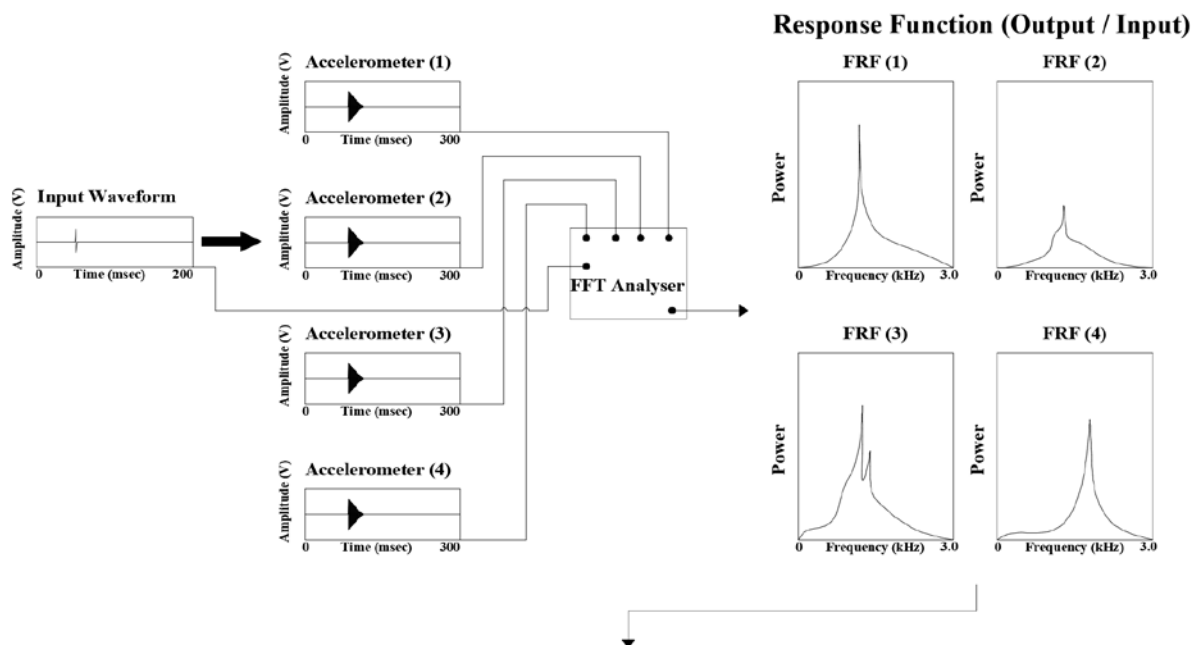 Response Function (Output / Input)
Accelerometer (1)
Amplitude (V)
0 Time (msec) 300
Input Waveform
Amplitude (V)
0 Time (msec) 200
Accelerometer (2)
Amplitude (V)
0 Time (msec) 300
Accelerometer (3)
Amplitude (V)
0 Time (msec) 300
Accelerometer (4)
Amplitude (V)
0 Time (msec) 300
FFT Analyser
FRF (1)
Power
0 Frequency (kHz) 3.0
FRF (2)
Power
0 Frequency (kHz) 3.0
FRF (3)
Power
0 Frequency (kHz) 3.0
FRF (4)
Power
0 Frequency (kHz) 3.0